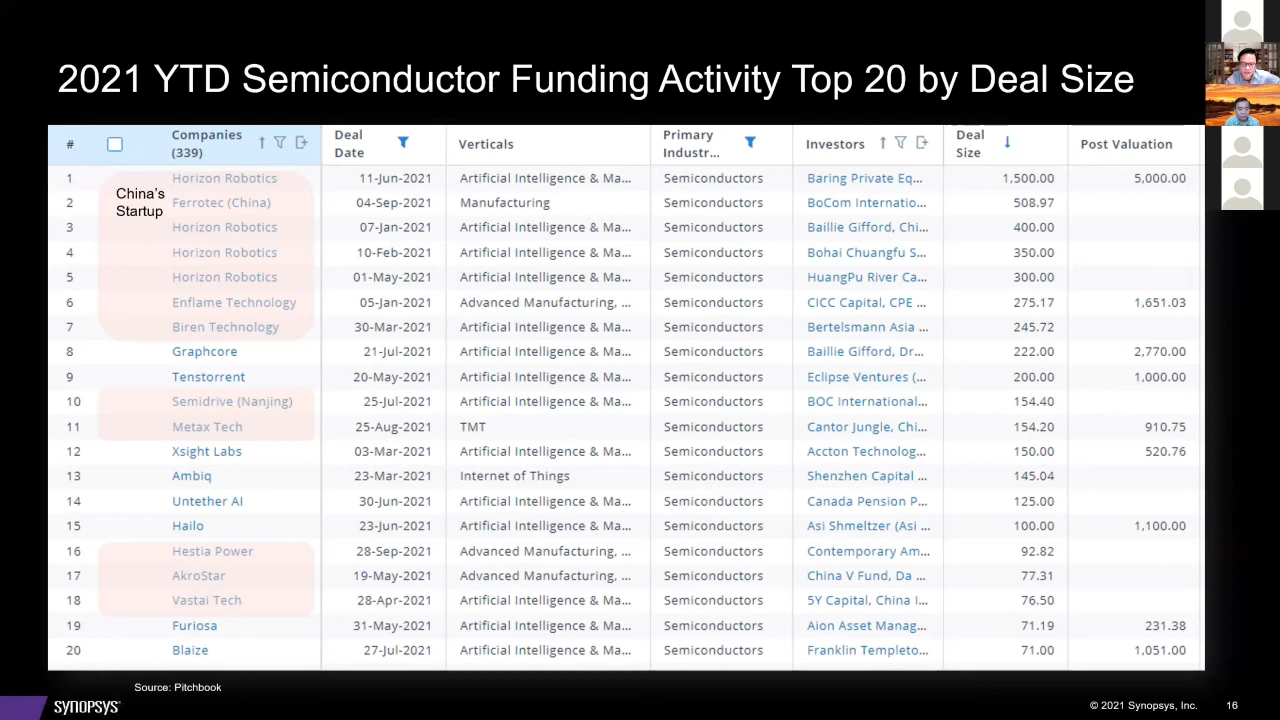 2021 YTD Semiconductor Funding Activity Top 20 by Deal Size
# Companies (339) Deal Date Verticals Primary Industr... Investors Deal Size Post Valuation
China's Startup
1 Horizon Robotics 11-Jun-2021 Artificial Intelligence & Ma... Semiconductors Baring Private Eq... 1,500.00 5,000.00
2 Ferrotec (China) 04-Sep-2021 Manufacturing Semiconductors BoCom Internatio... 508.97
3 Horizon Robotics 07-Jan-2021 Artificial Intelligence & Ma... Semiconductors Baillie Gifford, Chi... 400.00
4 Horizon Robotics 10-Feb-2021 Artificial Intelligence & Ma... Semiconductors Bohai Chuangfu S... 350.00
5 Horizon Robotics 01-May-2021 Artificial Intelligence & Ma... Semiconductors HuangPu River Ca... 300.00
6 Enflame Technology 05-Jan-2021 Advanced Manufacturing, ... Semiconductors CICC Capital, CPE ... 275.17 1,651.03
7 Biren Technology 30-Mar-2021 Artificial Intelligence & Ma... Semiconductors Bertelsmann Asia ... 245.72
8 Graphcore 21-Jul-2021 Artificial Intelligence & Ma... Semiconductors Baillie Gifford, Dr... 222.00 2,770.00
9 Tenstorrent 20-May-2021 Artificial Intelligence & Ma... Semiconductors Eclipse Ventures (... 200.00 1,000.00
10 Semidrive (Nanjing) 25-Jul-2021 Artificial Intelligence & Ma... Semiconductors BOC International... 154.40
11 Metax Tech 25-Aug-2021 TMT Semiconductors Cantor Jungle, Chi... 154.20 910.75
12 Xsight Labs 03-Mar-2021 Artificial Intelligence & Ma... Semiconductors Accton Technolog... 150.00 520.76
13 Ambiq 23-Mar-2021 Internet of Things Semiconductors Shenzhen Capital ... 145.04
14 Untether AI 30-Jun-2021 Artificial Intelligence & Ma... Semiconductors Canada Pension P... 125.00
15 Hailo 23-Jun-2021 Artificial Intelligence & Ma... Semiconductors Asi Shmeltzer (Asi ... 100.00 1,100.00
16 Hestia Power 28-Sep-2021 Advanced Manufacturing, ... Semiconductors Contemporary Am... 92.82
17 AkroStar 19-May-2021 Advanced Manufacturing, ... Semiconductors China V Fund, Da ... 77.31
18 Vastai Tech 28-Apr-2021 Artificial Intelligence & Ma... Semiconductors 5Y Capital, China I... 76.50
19 Furiosa 31-May-2021 Artificial Intelligence & Ma... Semiconductors Aion Asset Manag... 71.19 231.38
20 Blaize 27-Jul-2021 Artificial Intelligence & Ma... Semiconductors Franklin Templeto... 71.00 1,051.00
Source: Pitchbook
SYNOPSYS © 2021 Synopsys, Inc. 16